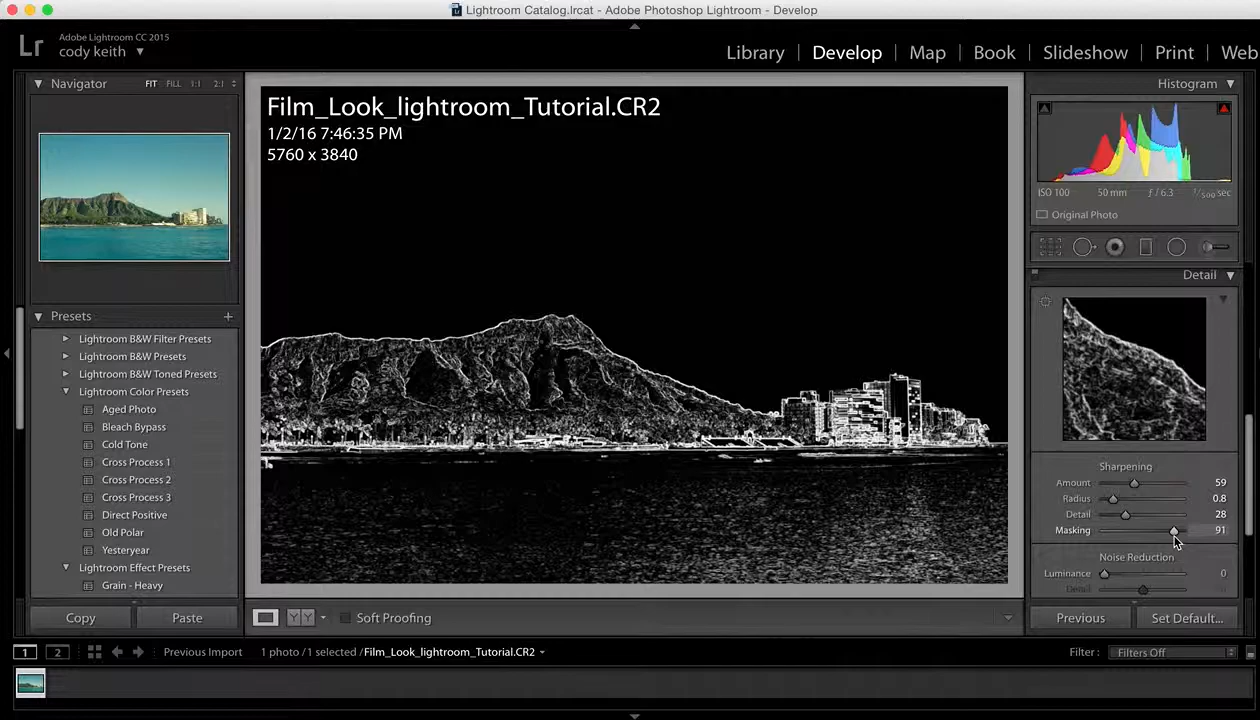 Lightroom Catalog.lrcat - Adobe Photoshop Lightroom - Develop
Lr
Adobe Lightroom CC 2015
cody keith
Library
Develop
Map
Book
Slideshow
Print
Web
Navigator
FIT
FILL
1:1
2:1
Film_Look_lightroom_Tutorial.CR2
1/2/16 7:46:35 PM
5760 x 3840
Histogram
ISO 100 50 mm ƒ / 6.3 1/500 sec
Original Photo
Detail
Presets
Lightroom B&W Filter Presets
Lightroom B&W Presets
Lightroom B&W Toned Presets
Lightroom Color Presets
Aged Photo
Bleach Bypass
Cold Tone
Cross Process 1
Cross Process 2
Cross Process 3
Direct Positive
Old Polar
Yesteryear
Lightroom Effect Presets
Grain - Heavy
Sharpening
Amount 59
Radius 0.8
Detail 28
Masking 91
Noise Reduction
Luminance 0
Detail
Copy
Paste
Y Y
Soft Proofing
Previous
Set Default...
1
2
Previous Import
1 photo / 1 selected / Film_Look_lightroom_Tutorial.CR2
Filter :
Filters Off